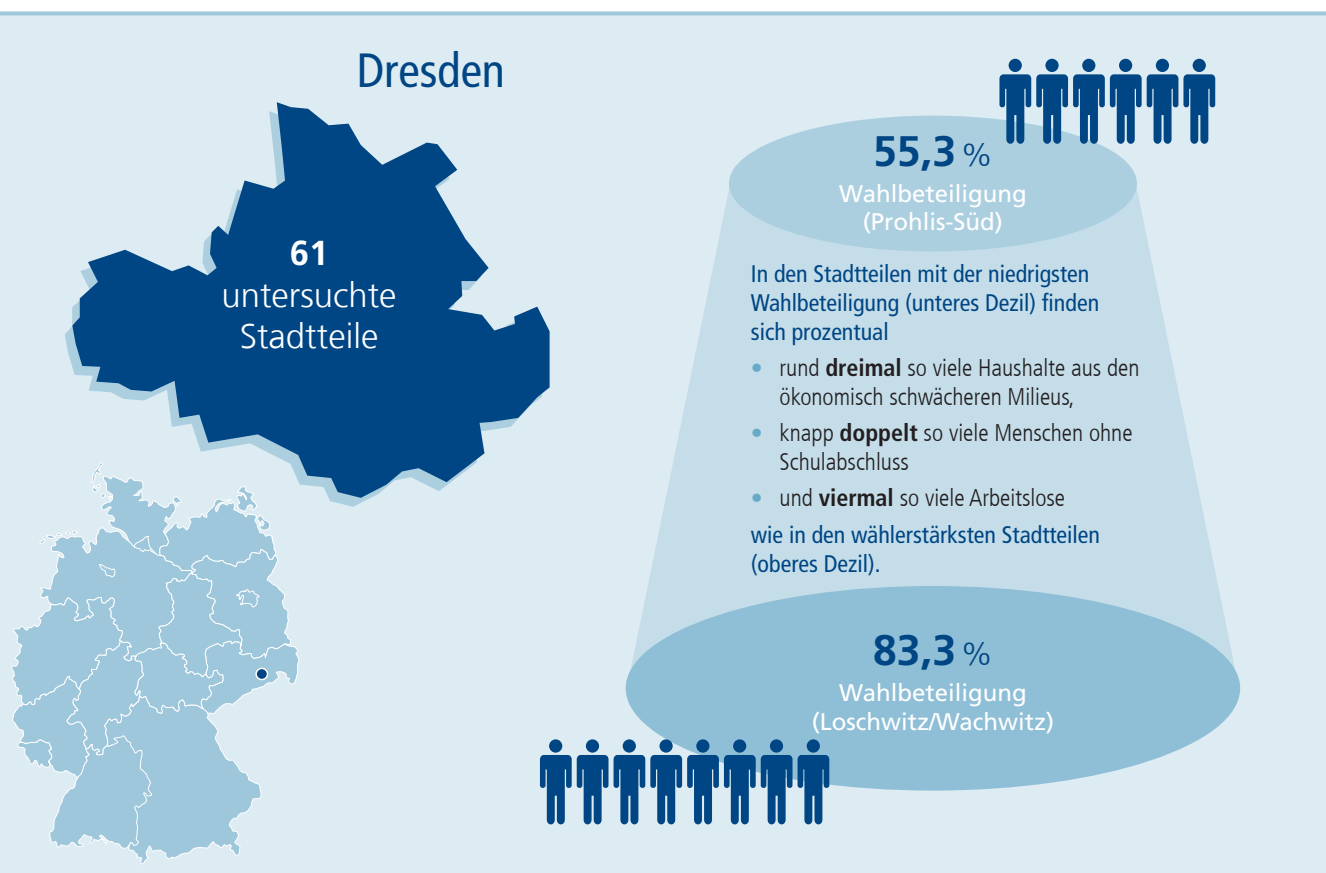 Dresden
61
untersuchte
Stadtteile
55,3 %
Wahlbeteiligung
(Prohlis-Süd)
In den Stadtteilen mit der niedrigsten
Wahlbeteiligung (unteres Dezil) finden
sich prozentual
• rund dreimal so viele Haushalte aus den
ökonomisch schwächeren Milieus,
• knapp doppelt so viele Menschen ohne
Schulabschluss
• und viermal so viele Arbeitslose
wie in den wählerstärksten Stadtteilen
(oberes Dezil).
83,3 %
Wahlbeteiligung
(Loschwitz/Wachwitz)